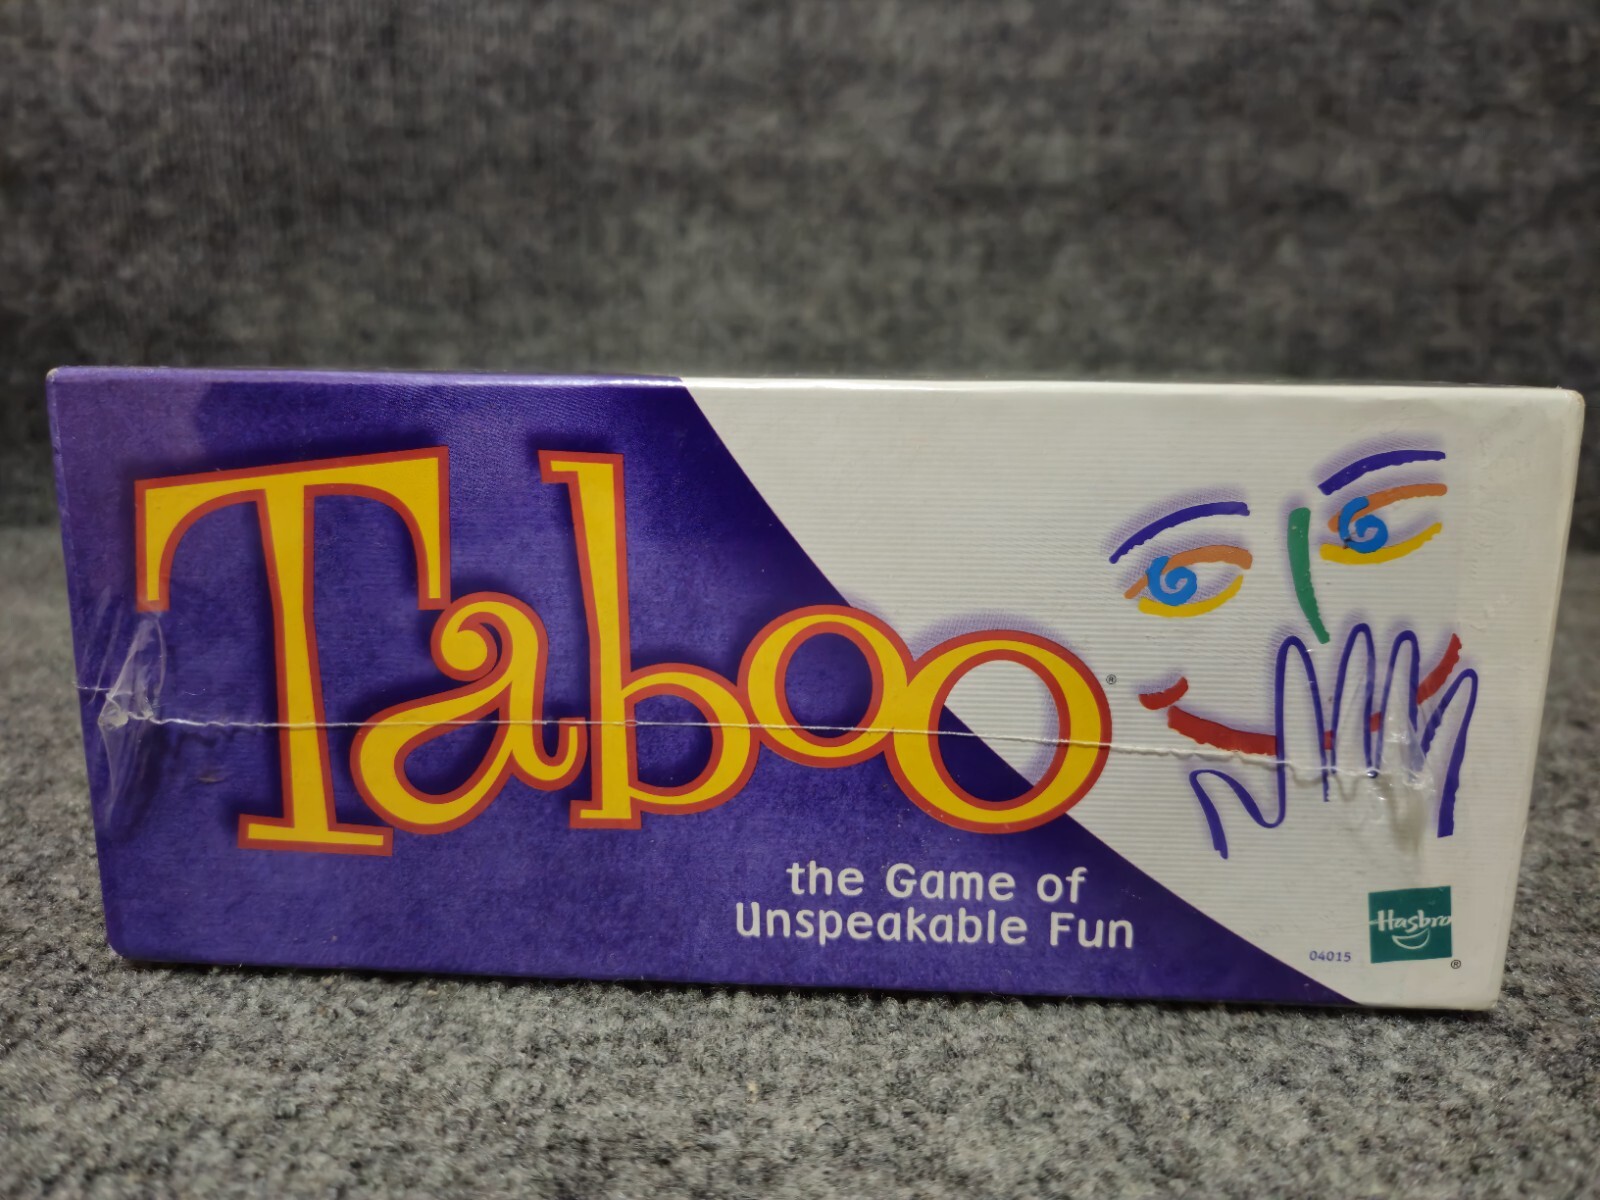 Taboo®
the Game of
Unspeakable Fun
04015
Hasbro
®